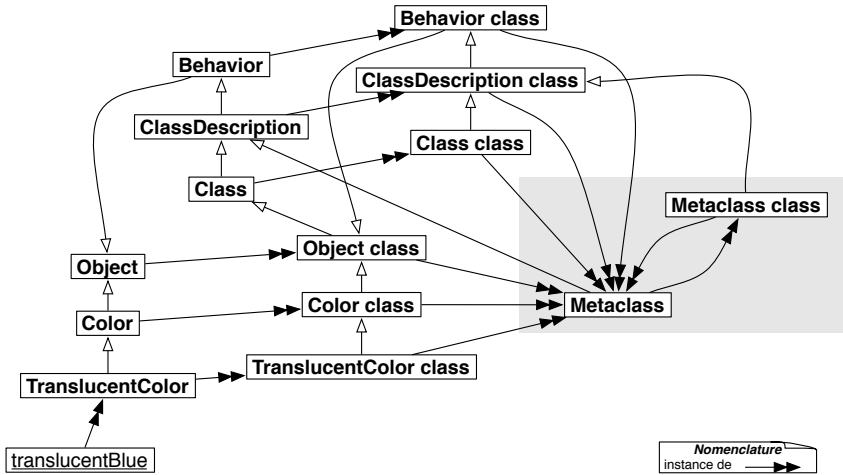 Behavior class
Behavior
ClassDescription class
ClassDescription
Class class
Class
Metaclass class
Object class
Object
Color class
Metaclass
Color
TranslucentColor class
TranslucentColor
translucentBlue
Nomenclature
instance de